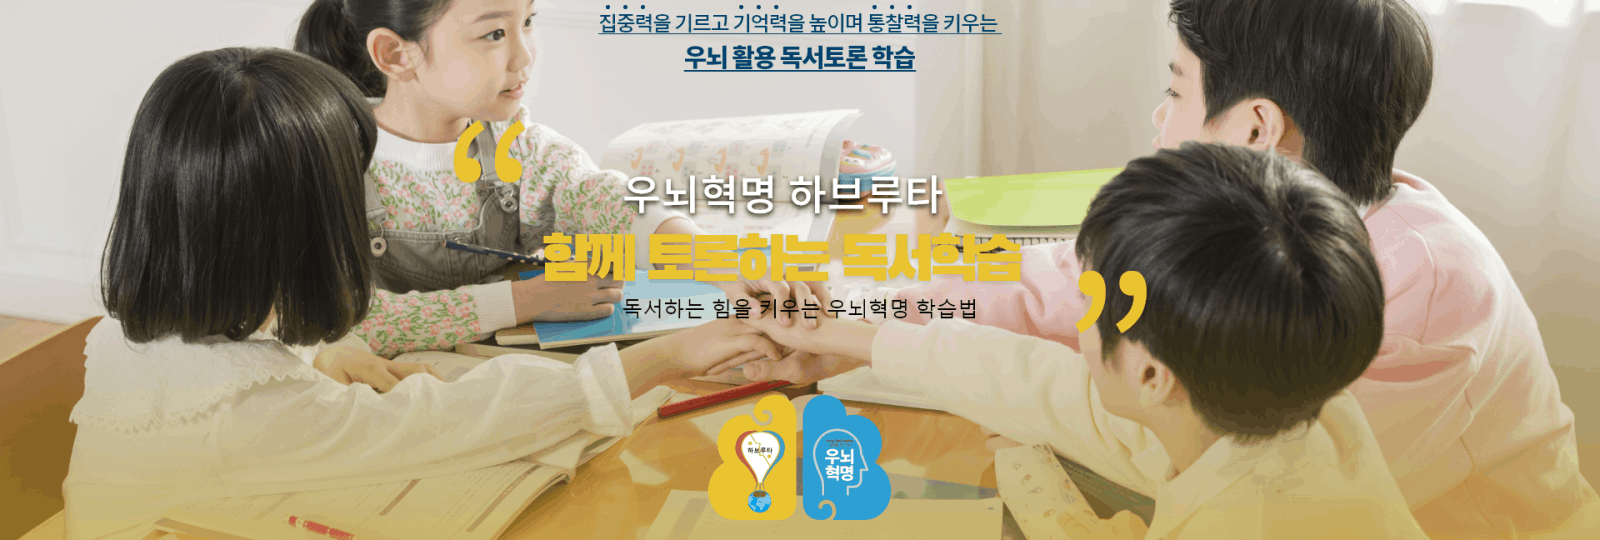 집중력을 기르고 기억력을 높이며 통찰력을 키우는
우뇌 활용 독서토론 학습
“
우뇌혁명 하브루타
함께 토론하는 독서학습
독서하는 힘을 키우는 우뇌혁명 학습법
”
하브루타
우뇌
혁명